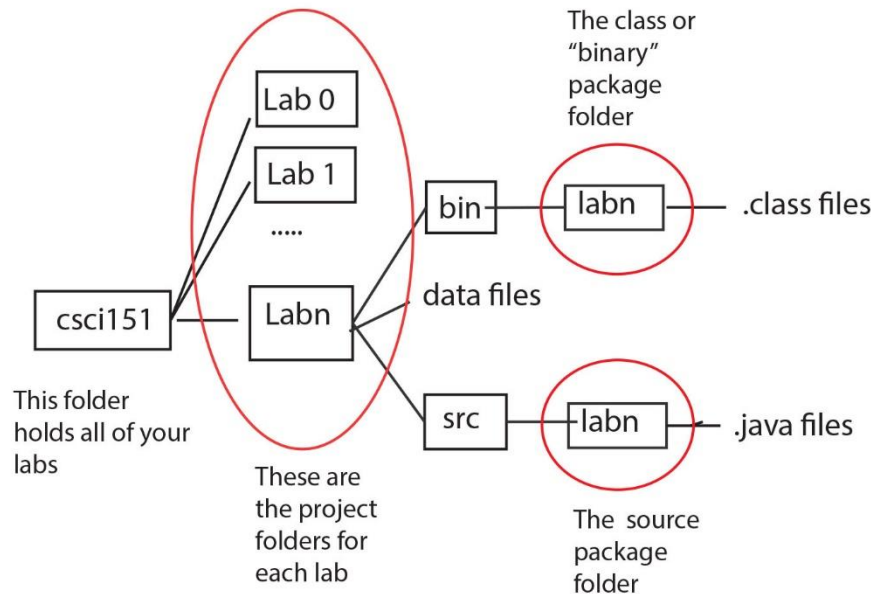 The class or
“binary”
package
folder
Lab 0
Lab 1
.....
bin
labn
.class files
data files
csci151
Labn
This folder
holds all of your
labs
src
labn
.java files
These are
the project
folders for
each lab
The source
package
folder